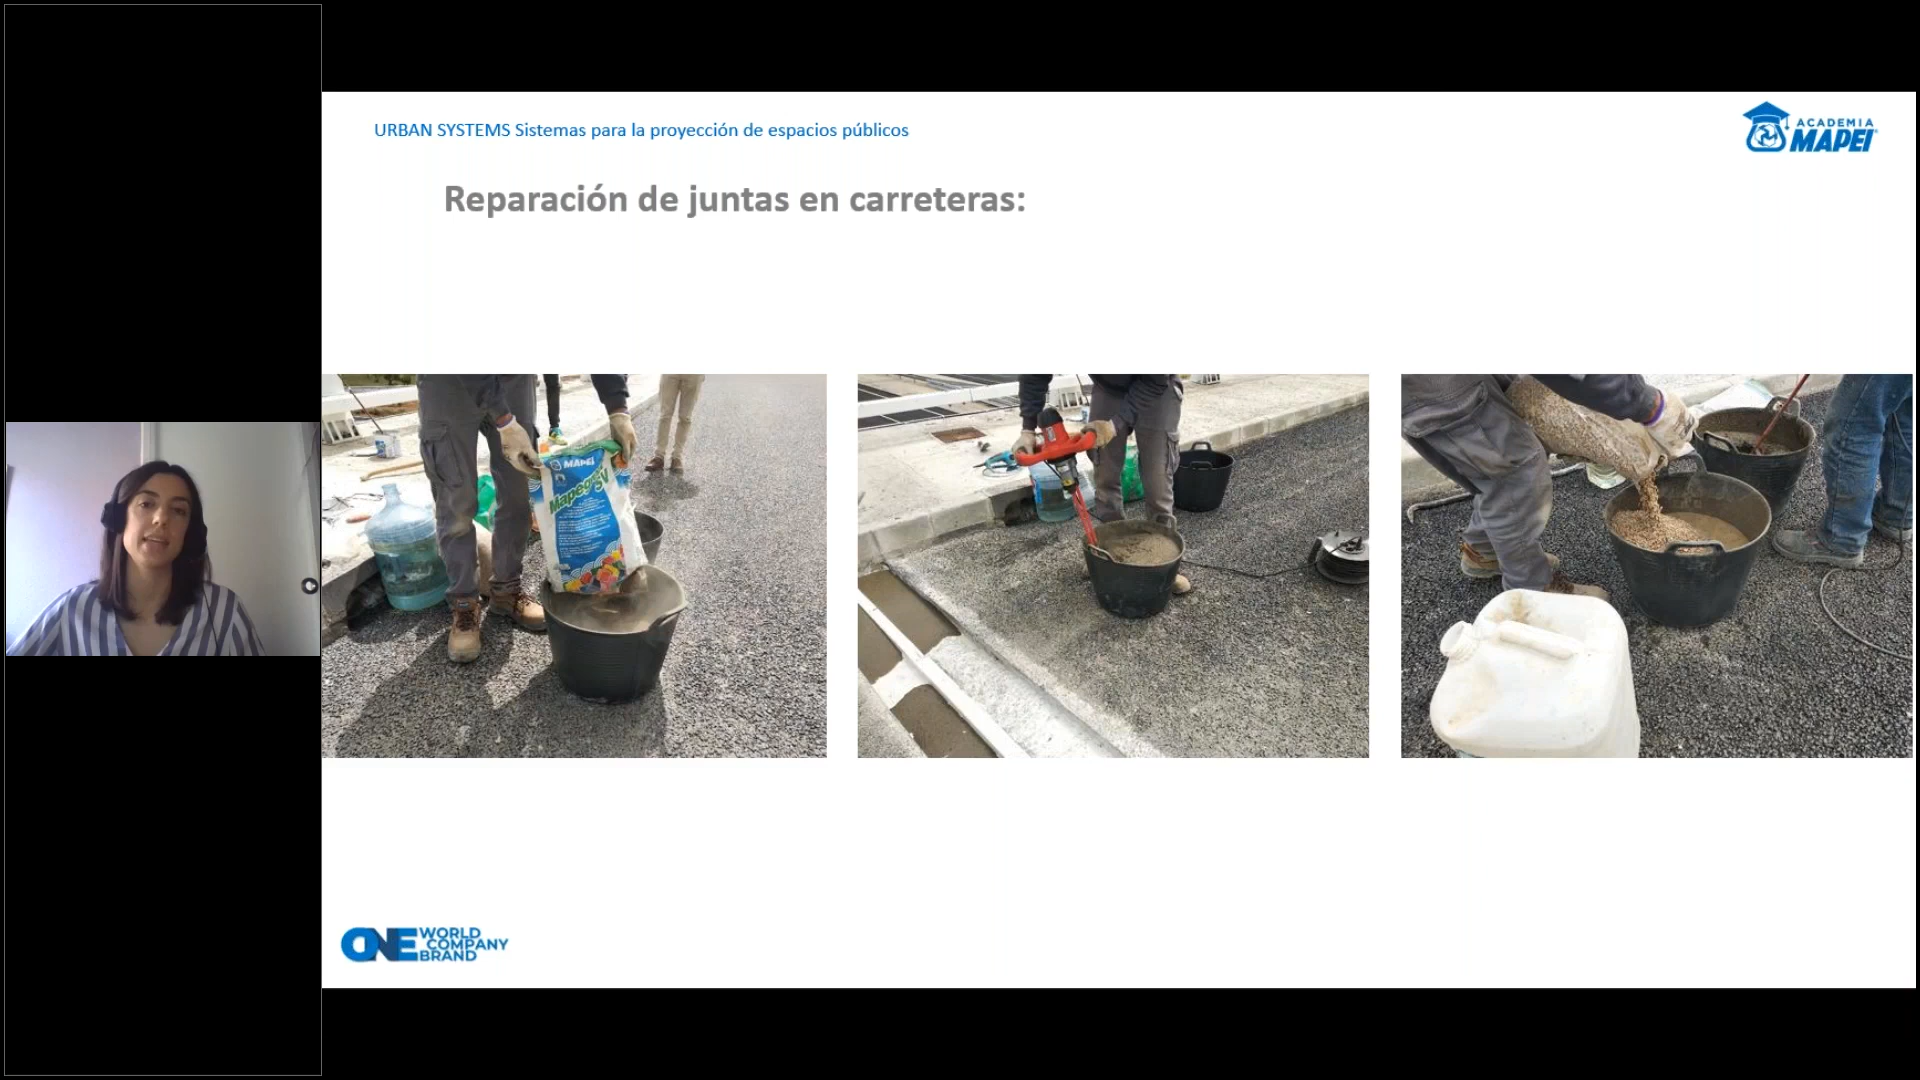 URBAN SYSTEMS Sistemas para la proyección de espacios públicos
ACADEMIA
MAPEI
Reparación de juntas en carreteras:
MAPEI
ONE WORLD
COMPANY
BRAND